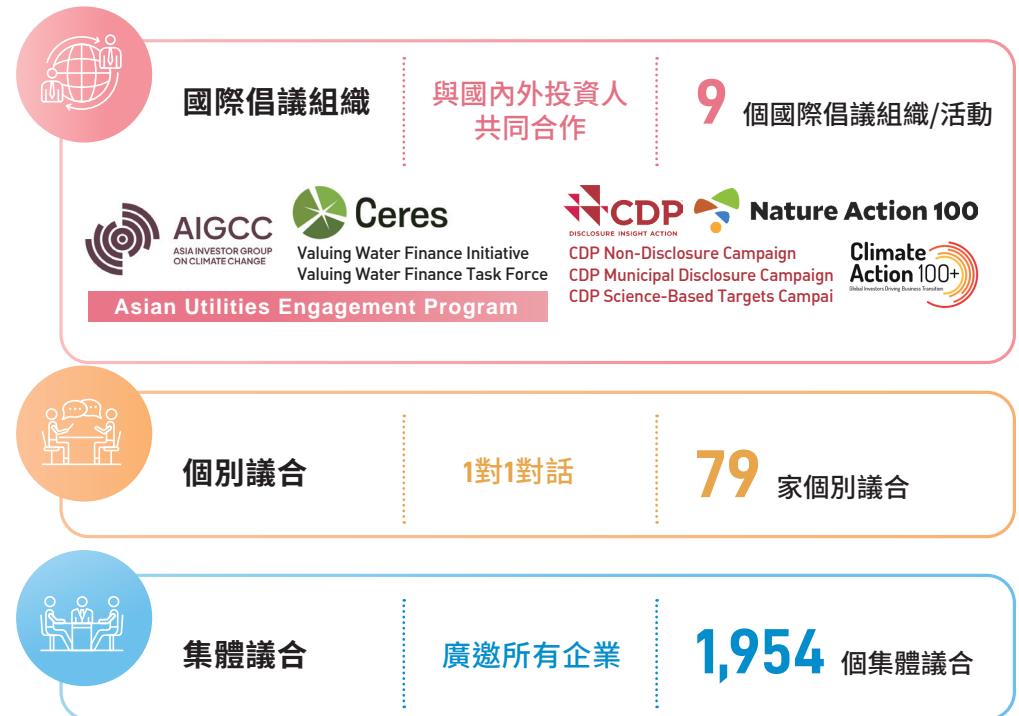 國際倡議組織
與國內外投資人
共同合作
9 個國際倡議組織/活動
AIGCC
ASIA INVESTOR GROUP
ON CLIMATE CHANGE
Ceres
Valuing Water Finance Initiative
Valuing Water Finance Task Force
Asian Utilities Engagement Program
CDP
DISCLOSURE INSIGHT ACTION
CDP Non-Disclosure Campaign
CDP Municipal Disclosure Campaign
CDP Science-Based Targets Campai
Nature Action 100
Climate
Action 100+
Global Investors Driving Business Transition
個別議合
1對1對話
79 家個別議合
集體議合
廣邀所有企業
1,954 個集體議合